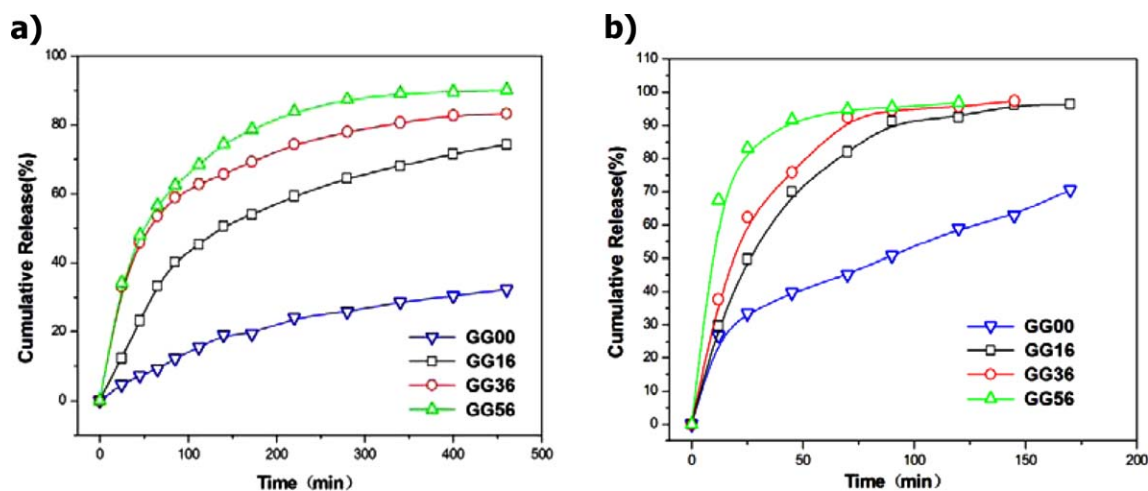 a)
100
80
60
40
20
0
Cumulative Release(%)
0 100 200 300 400 500
Time (min)
GG00
GG16
GG36
GG56
b)
110
100
90
80
70
60
50
40
30
20
10
0
Cumulative Release(%)
0 50 100 150 200
Time (min)
GG00
GG16
GG36
GG56